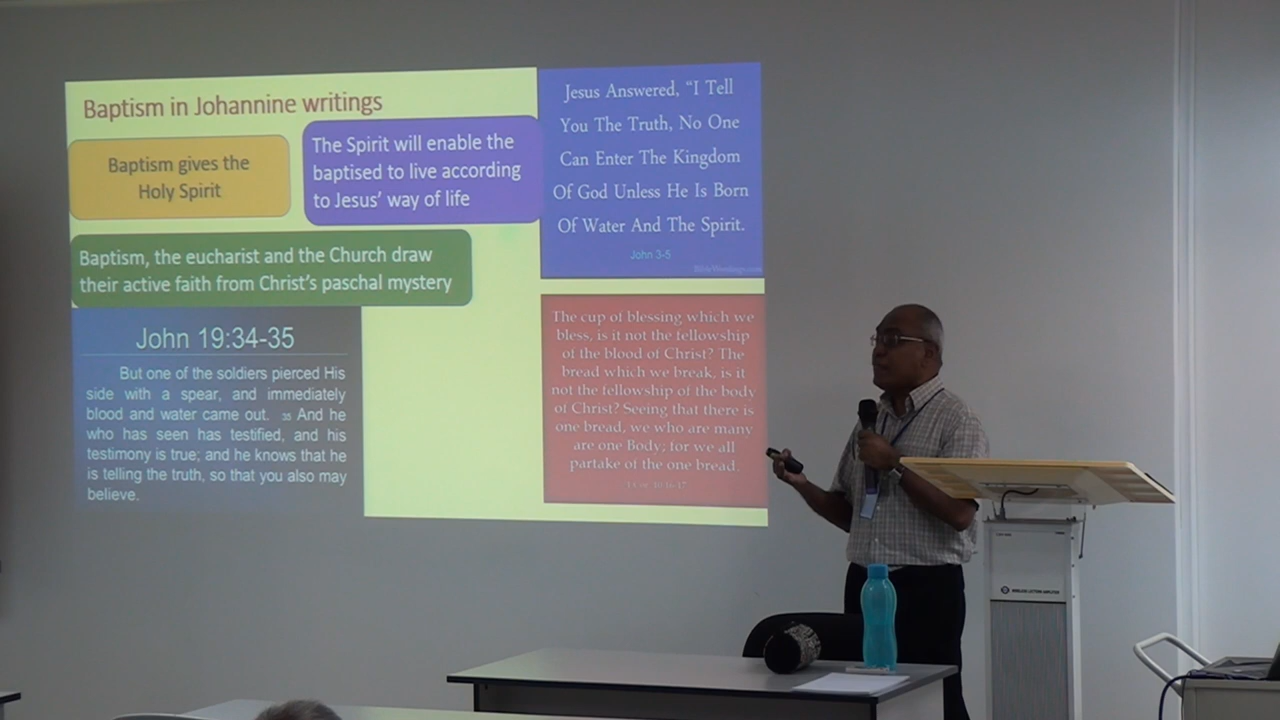 Baptism in Johannine writings
Baptism gives the
Holy Spirit
The Spirit will enable the
baptised to live according
to Jesus' way of life
Baptism, the eucharist and the Church draw
their active faith from Christ's paschal mystery
John 19:34-35
But one of the soldiers pierced His
side with a spear, and immediately
blood and water came out. 35 And he
who has seen has testified, and his
testimony is true; and he knows that he
is telling the truth, so that you also may
believe.
Jesus Answered, "I Tell
You The Truth, No One
Can Enter The Kingdom
Of God Unless He Is Born
Of Water And The Spirit.
John 3-5
The cup of blessing which we
bless, is it not the fellowship
of the blood of Christ? The
bread which we break, is it
not the fellowship of the body
of Christ? Seeing that there is
one bread, we who are many
are one Body; for we all
partake of the one bread.
WIRELESS LECTERN AMPLIFIER